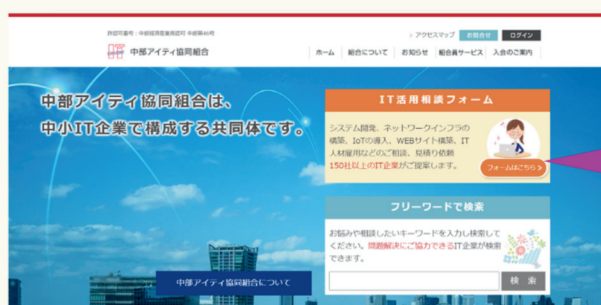 許認可番号：中部経済産業局認可 中部第46号
アクセスマップ お問合せ ログイン
中部アイティ協同組合
ホーム 組合について お知らせ 組合員サービス 入会のご案内
中部アイティ協同組合は、
中小IT企業で構成する共同体です。
IT活用相談フォーム
システム開発、ネットワークインフラの
構築、IoTの導入、WEBサイト構築、IT
人材雇用などのご相談、見積り依頼
150社以上のIT企業がご提案します。
フォームはこちら
フリーワードで検索
お悩みや相談したいキーワードを入力し検索して
ください。問題解決にご協力できるIT企業が検索
できます。
検 索
中部アイティ協同組合について